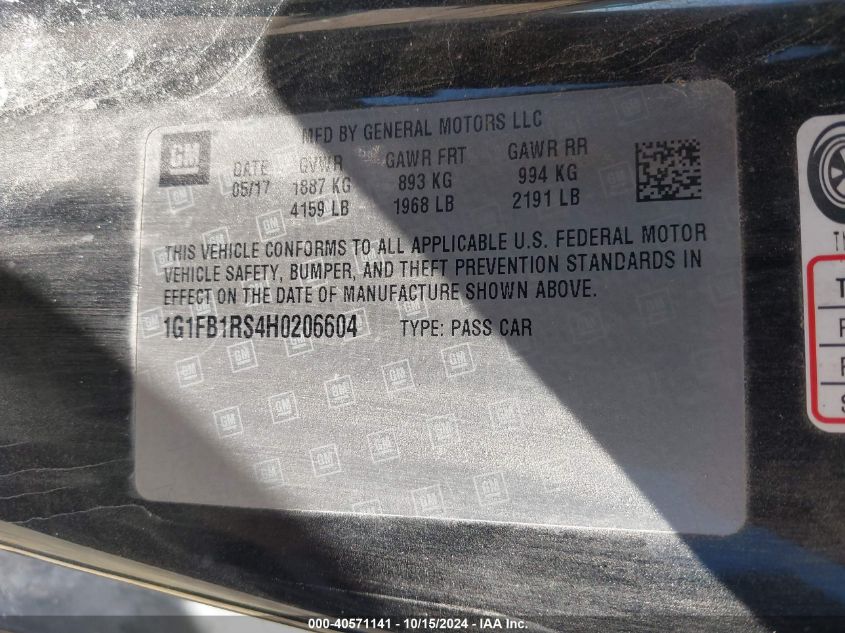 MFD BY GENERAL MOTORS LLC
GM
DATE GVWR GAWR FRT GAWR RR
05/17 1887 KG 893 KG 994 KG
4159 LB 1968 LB 2191 LB
THIS VEHICLE CONFORMS TO ALL APPLICABLE U.S. FEDERAL MOTOR
VEHICLE SAFETY, BUMPER, AND THEFT PREVENTION STANDARDS IN
EFFECT ON THE DATE OF MANUFACTURE SHOWN ABOVE.
1G1FB1RS4H0206604 TYPE: PASS CAR
000-40571141 - 10/15/2024 - IAA Inc.